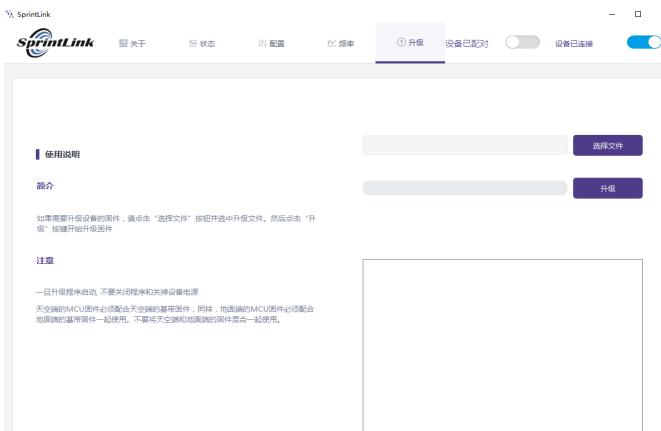 SprintLink
SprintLink 关于 状态 配置 频率 升级 设备已配对 设备已连接
使用说明
选择文件
简介
升级
如果需要升级设备的固件，请点击“选择文件”按钮并选中升级文件。然后点击“升
级”按键开始升级固件
注意
一旦升级程序启动, 不要关闭程序和关掉设备电源
天空端的MCU固件必须配合天空端的基带固件，同样，地面端的MCU固件必须配合
地面端的基带固件一起使用。不要将天空端和地面端的固件混合一起使用。